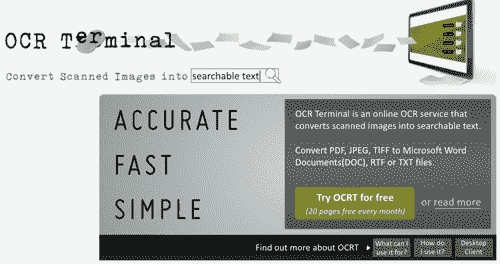 OCR Terminal
Convert Scanned Images into searchable text
ACCURATE
FAST
SIMPLE
OCR Terminal is an online OCR service that
converts scanned images into searchable text.
Convert PDF, JPEG, TIFF to Microsoft Word
Documents(DOC), RTF or TXT files.
Try OCRT for free
(20 pages free every month)
or read more
Find out more about OCRT
What can I
use it for?
How do
I use it?
Desktop
Client